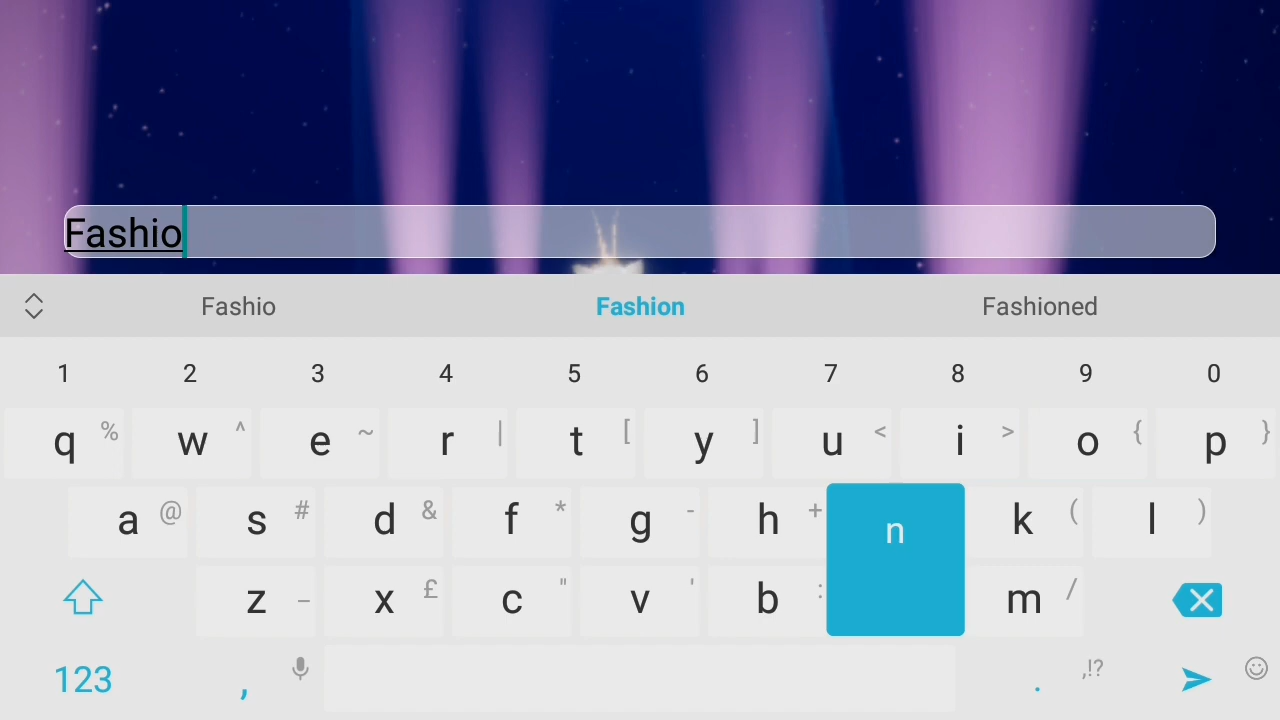 Fashio
Fashio Fashion Fashioned
1 2 3 4 5 6 7 8 9 0
q % w ^ e ~ r | t [ y ] u < i > o { p }
a @ s # d & f * g - h + n k ( l )
z _ x £ c " v ' b : m /
123 , . ,!?